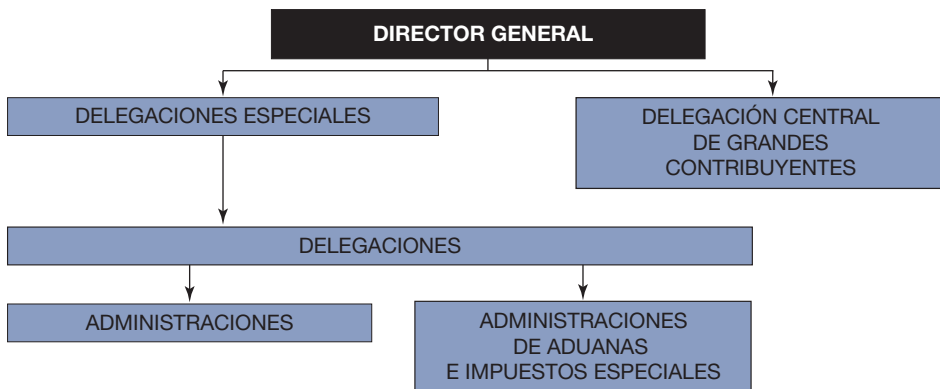 DIRECTOR GENERAL
DELEGACIONES ESPECIALES
DELEGACIÓN CENTRAL
DE GRANDES
CONTRIBUYENTES
DELEGACIONES
ADMINISTRACIONES
ADMINISTRACIONES
DE ADUANAS
E IMPUESTOS ESPECIALES